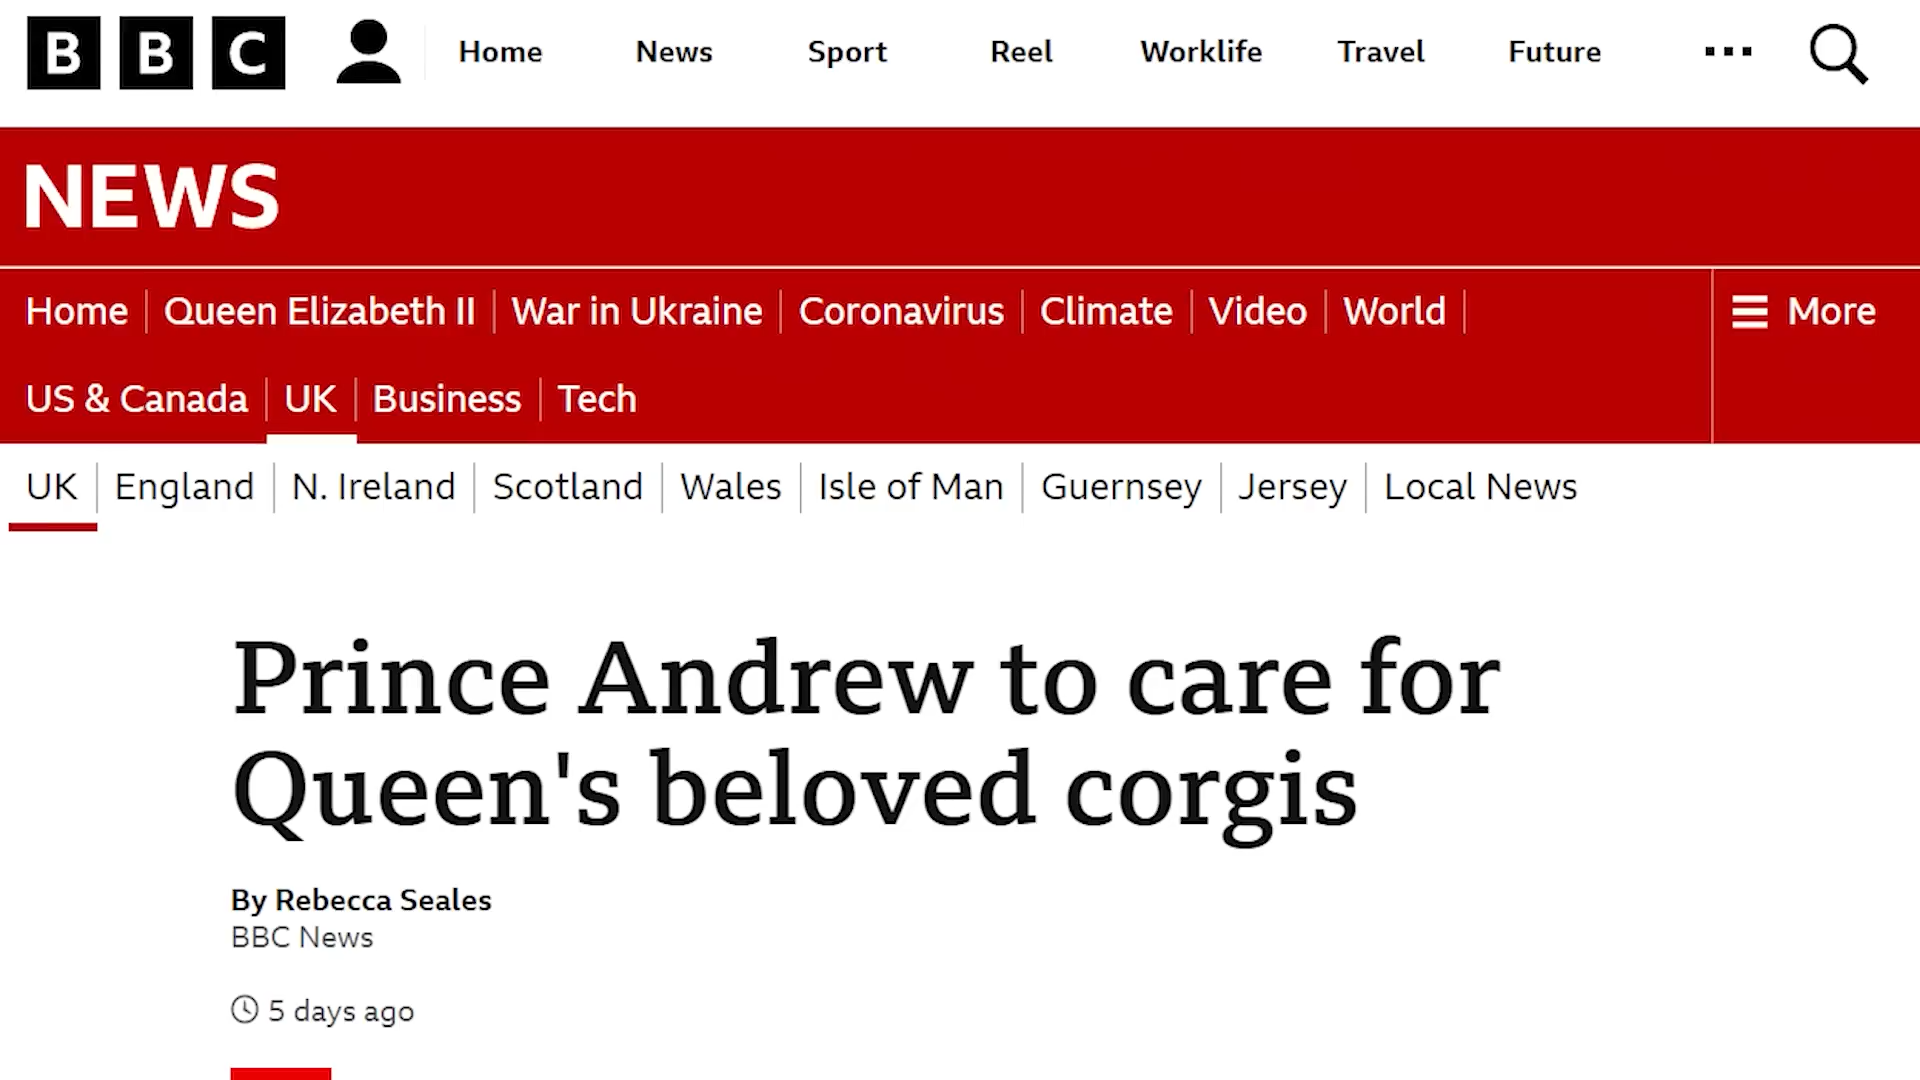 BBC Home News Sport Reel Worklife Travel Future ...
NEWS
Home Queen Elizabeth II War in Ukraine Coronavirus Climate Video World More
US & Canada UK Business Tech
UK England N. Ireland Scotland Wales Isle of Man Guernsey Jersey Local News
Prince Andrew to care for
Queen's beloved corgis
By Rebecca Seales
BBC News
5 days ago